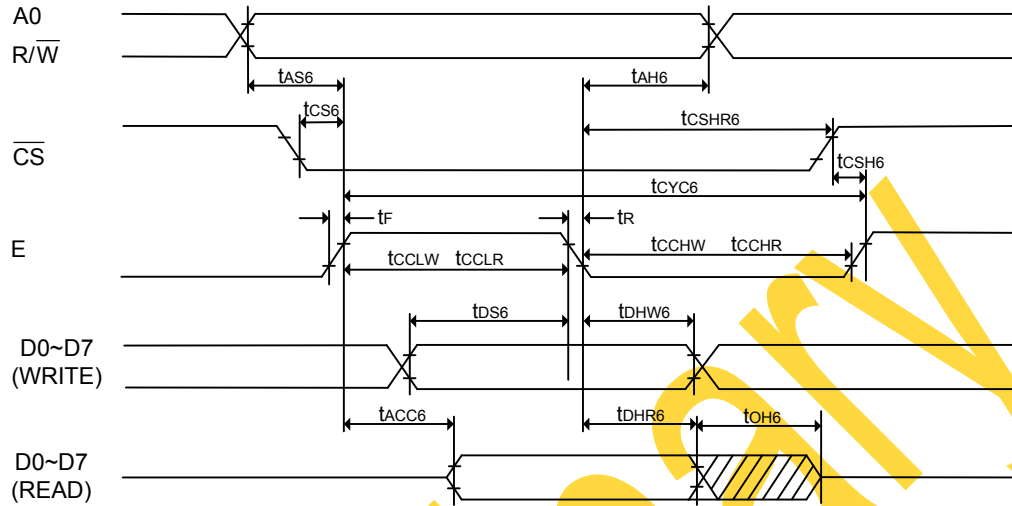 A0
R/W̅
tAS6
tAH6
tCS6
tCSHR6
C̅S̅
tCSH6
tCYC6
tF
tR
E
tCCLW tCCLR
tCCHW tCCHR
tDS6
tDHW6
D0~D7
(WRITE)
tACC6
tDHR6
tOH6
D0~D7
(READ)